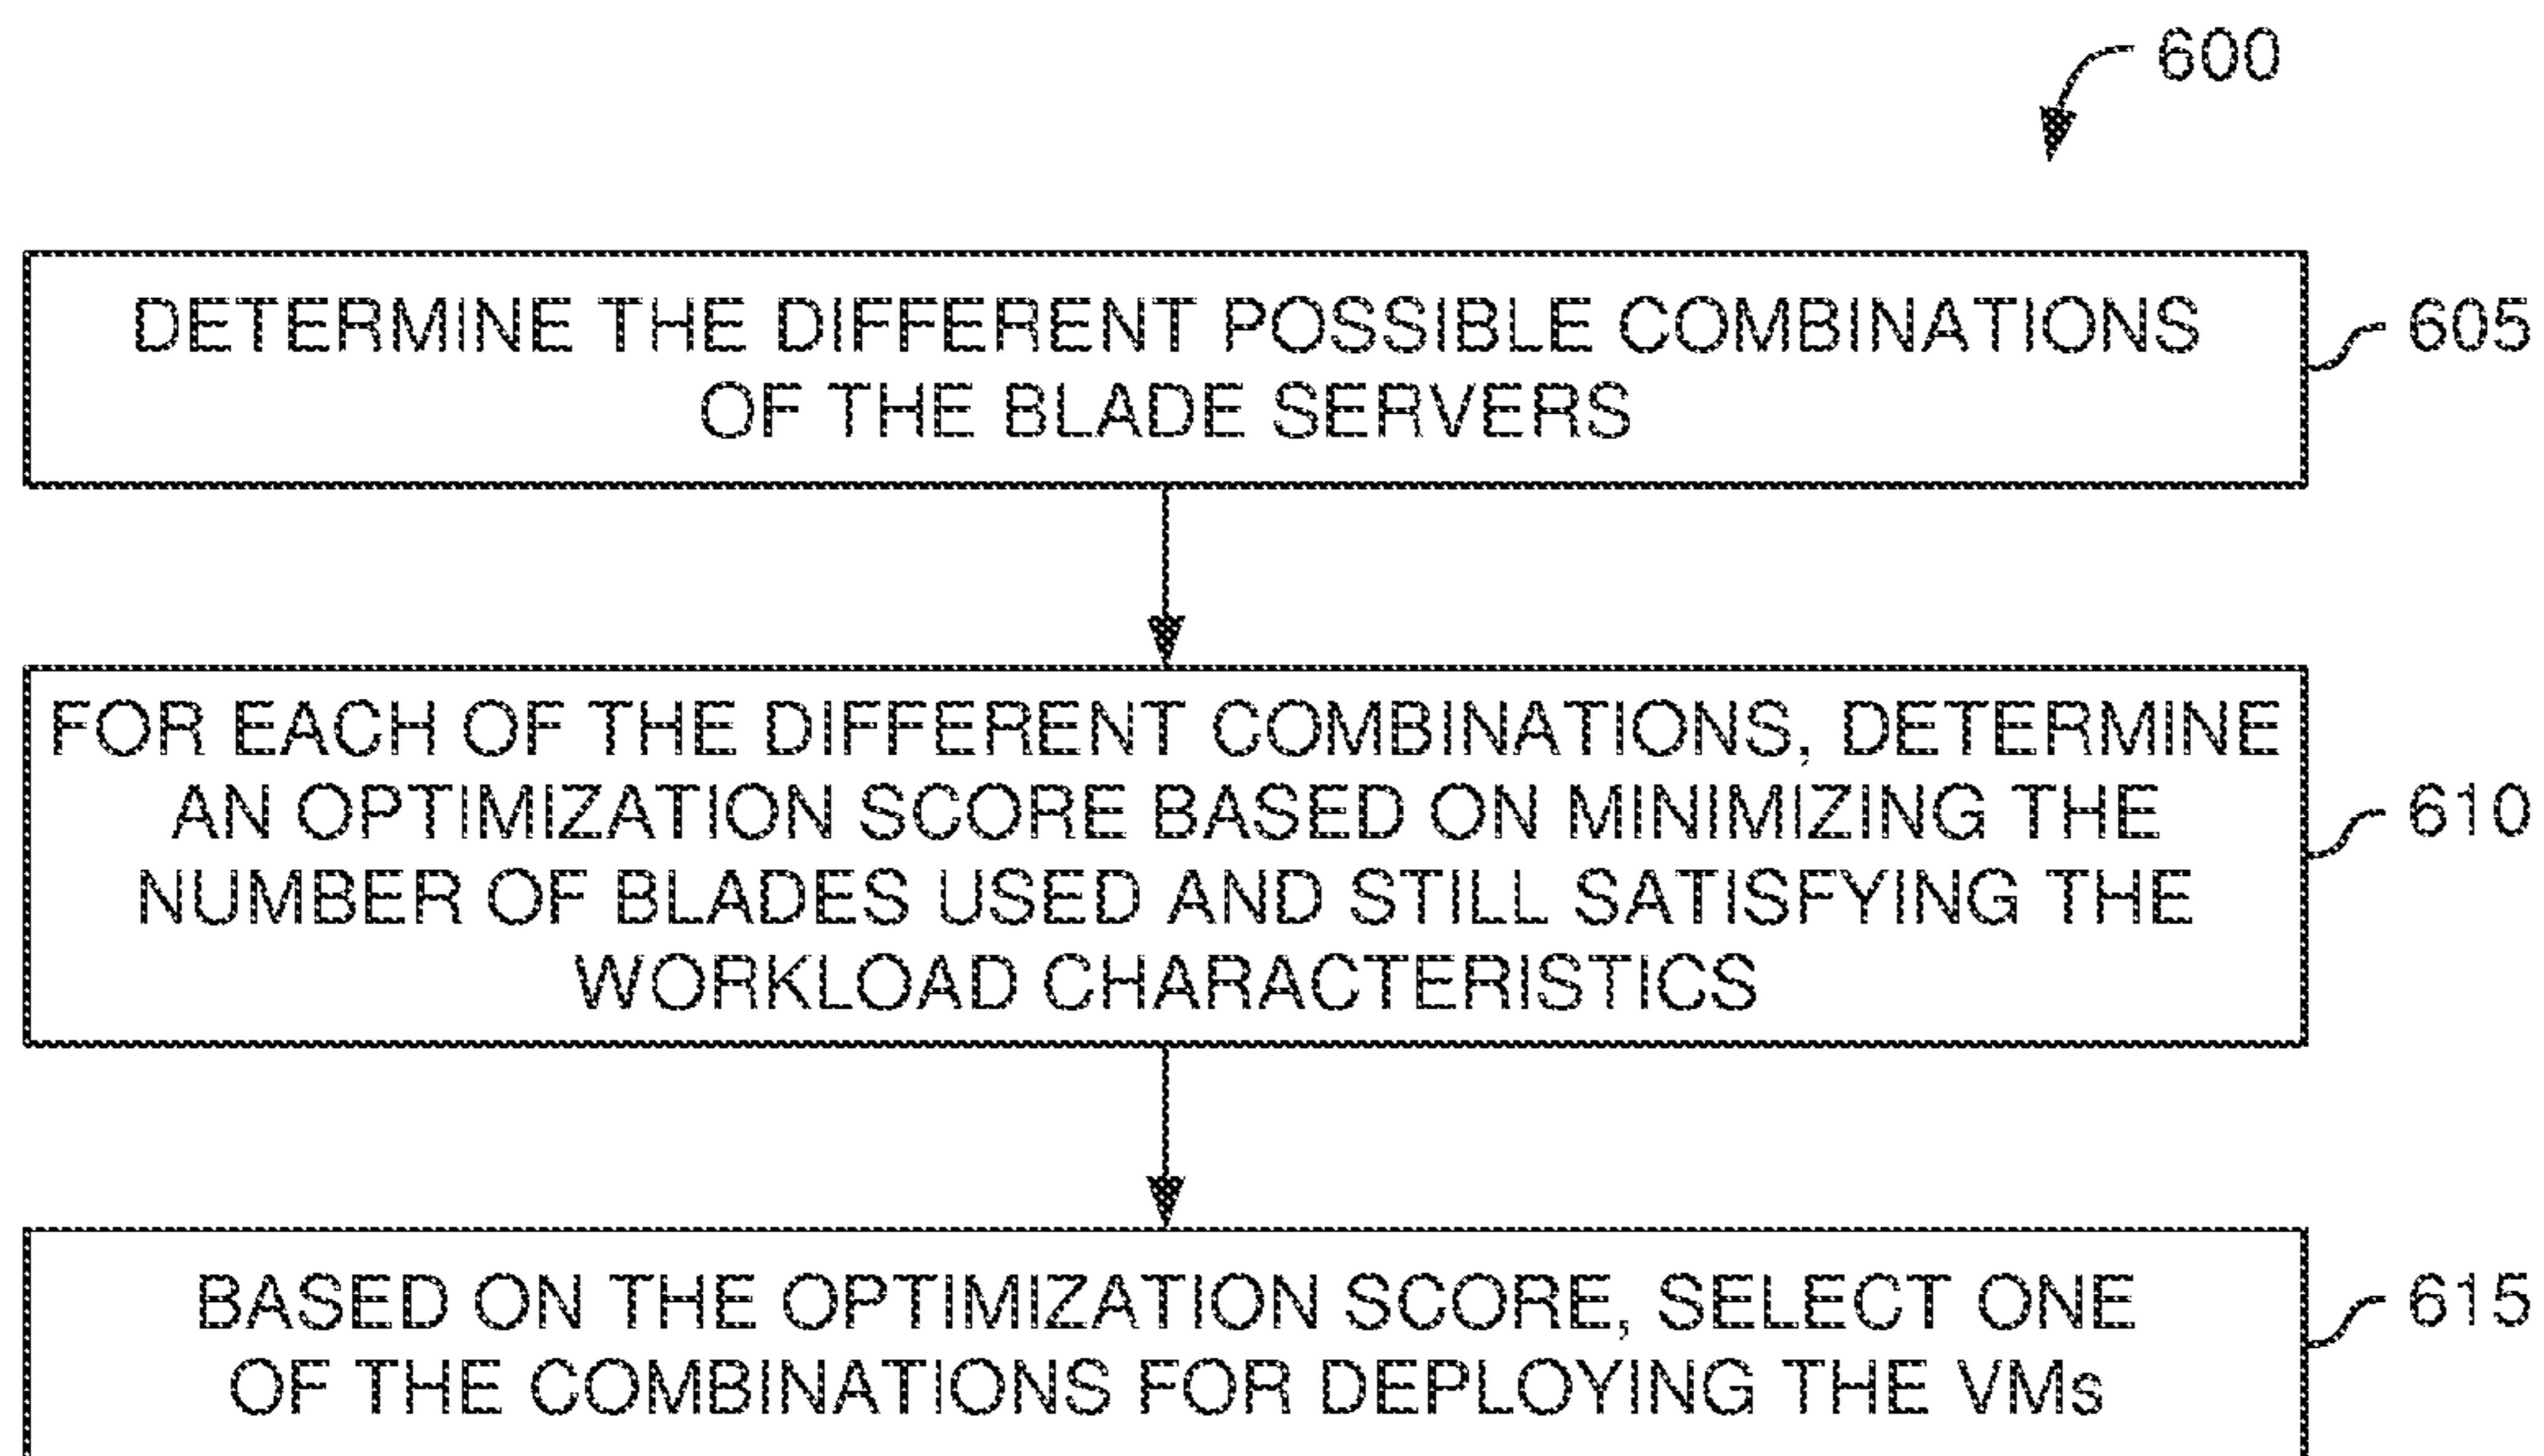 600
DETERMINE THE DIFFERENT POSSIBLE COMBINATIONS
OF THE BLADE SERVERS
605
FOR EACH OF THE DIFFERENT COMBINATIONS, DETERMINE
AN OPTIMIZATION SCORE BASED ON MINIMIZING THE
NUMBER OF BLADES USED AND STILL SATISFYING THE
WORKLOAD CHARACTERISTICS
610
BASED ON THE OPTIMIZATION SCORE, SELECT ONE
OF THE COMBINATIONS FOR DEPLOYING THE VMs
615